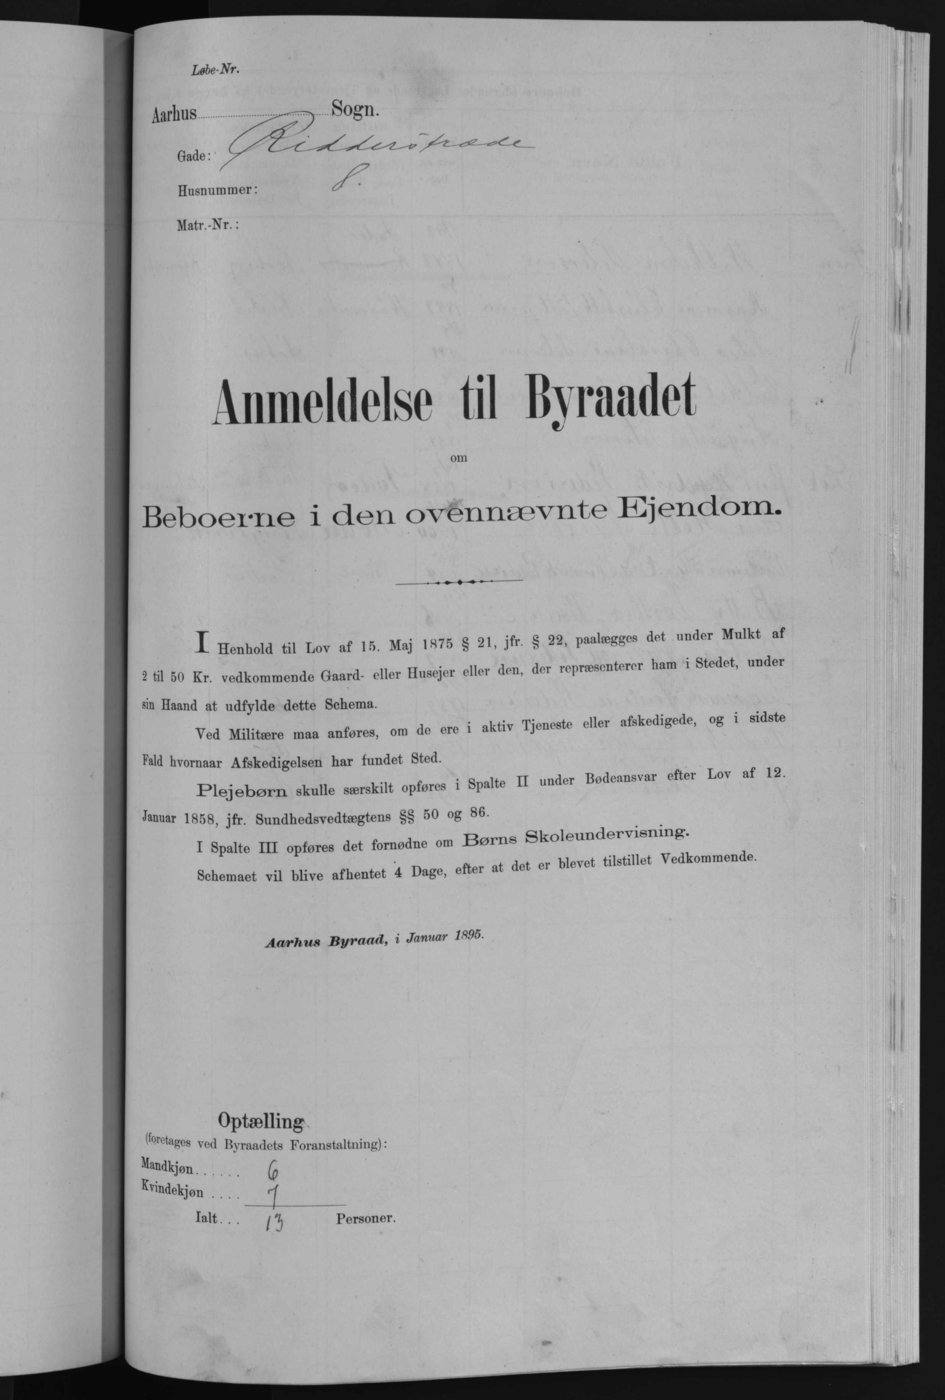 Løbe-Nr.
Aarhus Sogn.
Gade: Ridderstræde
Husnummer: 8.
Matr.-Nr.:
Anmeldelse til Byraadet
om
Beboerne i den ovennævnte Ejendom.
I Henhold til Lov af 15. Maj 1875 § 21, jfr. § 22, paalægges det under Mulkt af
2 til 50 Kr. vedkommende Gaard- eller Husejer eller den, der repræsenterer ham i Stedet, under
sin Haand at udfylde dette Schema.
Ved Militære maa anføres, om de ere i aktiv Tjeneste eller afskedigede, og i sidste
Fald hvornaar Afskedigelsen har fundet Sted.
Plejebørn skulle særskilt opføres i Spalte II under Bødeansvar efter Lov af 12.
Januar 1858, jfr. Sundhedsvedtægtens §§ 50 og 86.
I Spalte III opføres det fornødne om Børns Skoleundervisning.
Schemaet vil blive afhentet 4 Dage, efter at det er blevet tilstillet Vedkommende.
Aarhus Byraad, i Januar 1895.
Optælling
(foretages ved Byraadets Foranstaltning):
Mandkjøn...... 6
Kvindekjøn .... 7
Ialt... 13 Personer.